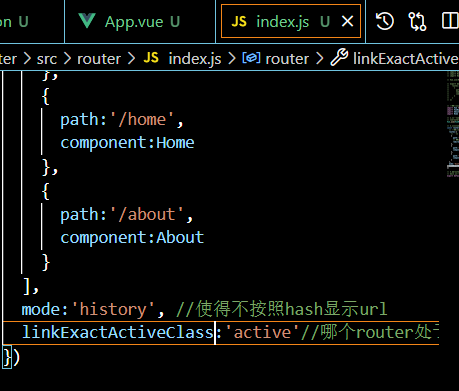 on App.vue U JS index.js U
ter > src > router > JS index.js > router > linkExactActive
},
{
path:'/home',
component:Home
},
{
path:'/about',
component:About
}
],
mode:'history', //使得不按照hash显示url
linkExactActiveClass:'active'//哪个router处于
})